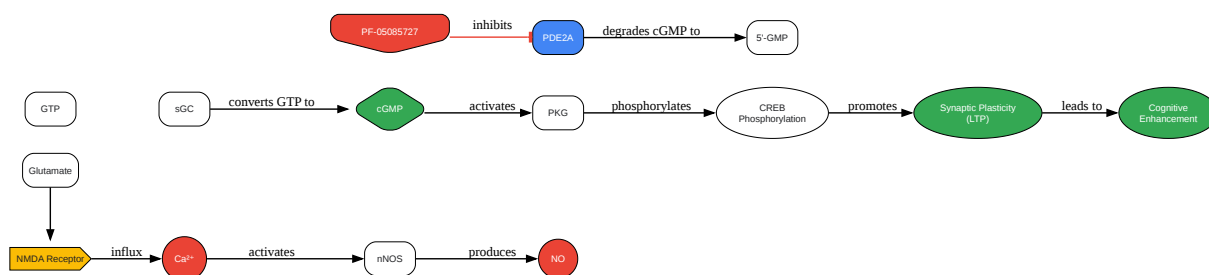 PF-05085727
inhibits
PDE2A
degrades cGMP to
5'-GMP
GTP
sGC
converts GTP to
cGMP
activates
PKG
phosphorylates
CREB
Phosphorylation
promotes
Synaptic Plasticity
(LTP)
leads to
Cognitive
Enhancement
Glutamate
NMDA Receptor
influx
Ca²⁺
activates
nNOS
produces
NO